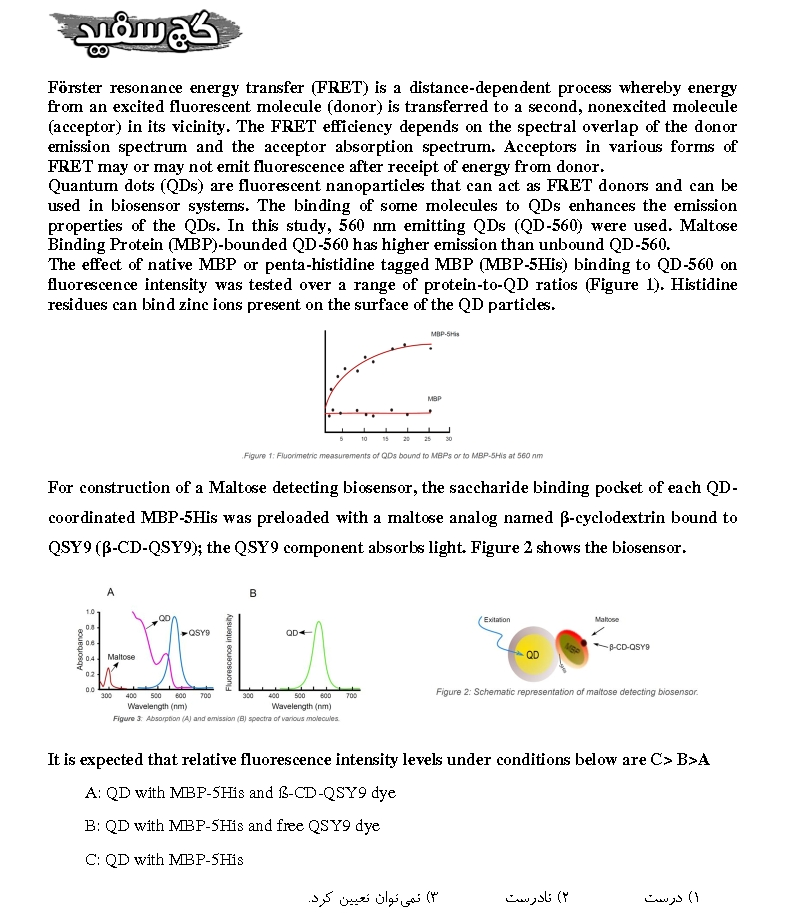 گچ سفید
Förster resonance energy transfer (FRET) is a distance-dependent process whereby energy
from an excited fluorescent molecule (donor) is transferred to a second, nonexcited molecule
(acceptor) in its vicinity. The FRET efficiency depends on the spectral overlap of the donor
emission spectrum and the acceptor absorption spectrum. Acceptors in various forms of
FRET may or may not emit fluorescence after receipt of energy from donor.
Quantum dots (QDs) are fluorescent nanoparticles that can act as FRET donors and can be
used in biosensor systems. The binding of some molecules to QDs enhances the emission
properties of the QDs. In this study, 560 nm emitting QDs (QD-560) were used. Maltose
Binding Protein (MBP)-bounded QD-560 has higher emission than unbound QD-560.
The effect of native MBP or penta-histidine tagged MBP (MBP-5His) binding to QD-560 on
fluorescence intensity was tested over a range of protein-to-QD ratios (Figure 1). Histidine
residues can bind zinc ions present on the surface of the QD particles.
MBP-5His
MBP
5 10 15 20 25 30
.Figure 1: Fluorimetric measurements of QDs bound to MBPs or to MBP-5His at 560 nm
For construction of a Maltose detecting biosensor, the saccharide binding pocket of each QD-
coordinated MBP-5His was preloaded with a maltose analog named β-cyclodextrin bound to
QSY9 (β-CD-QSY9); the QSY9 component absorbs light. Figure 2 shows the biosensor.
A
Absorbance
1.0
0.8
0.6
0.4
0.2
0.0
QD
QSY9
Maltose
300 400 500 600 700
Wavelength (nm)
B
Fluorescence intensity
QD
300 400 500 600 700
Wavelength (nm)
Figure 3: Absorption (A) and emission (B) spectra of various molecules.
Exitation
Maltose
QD
MBP
β-CD-QSY9
5His
Figure 2: Schematic representation of maltose detecting biosensor.
It is expected that relative fluorescence intensity levels under conditions below are C> B>A
A: QD with MBP-5His and ß-CD-QSY9 dye
B: QD with MBP-5His and free QSY9 dye
C: QD with MBP-5His
۱) درست ۲) نادرست ۳) نمی‌توان تعیین کرد.